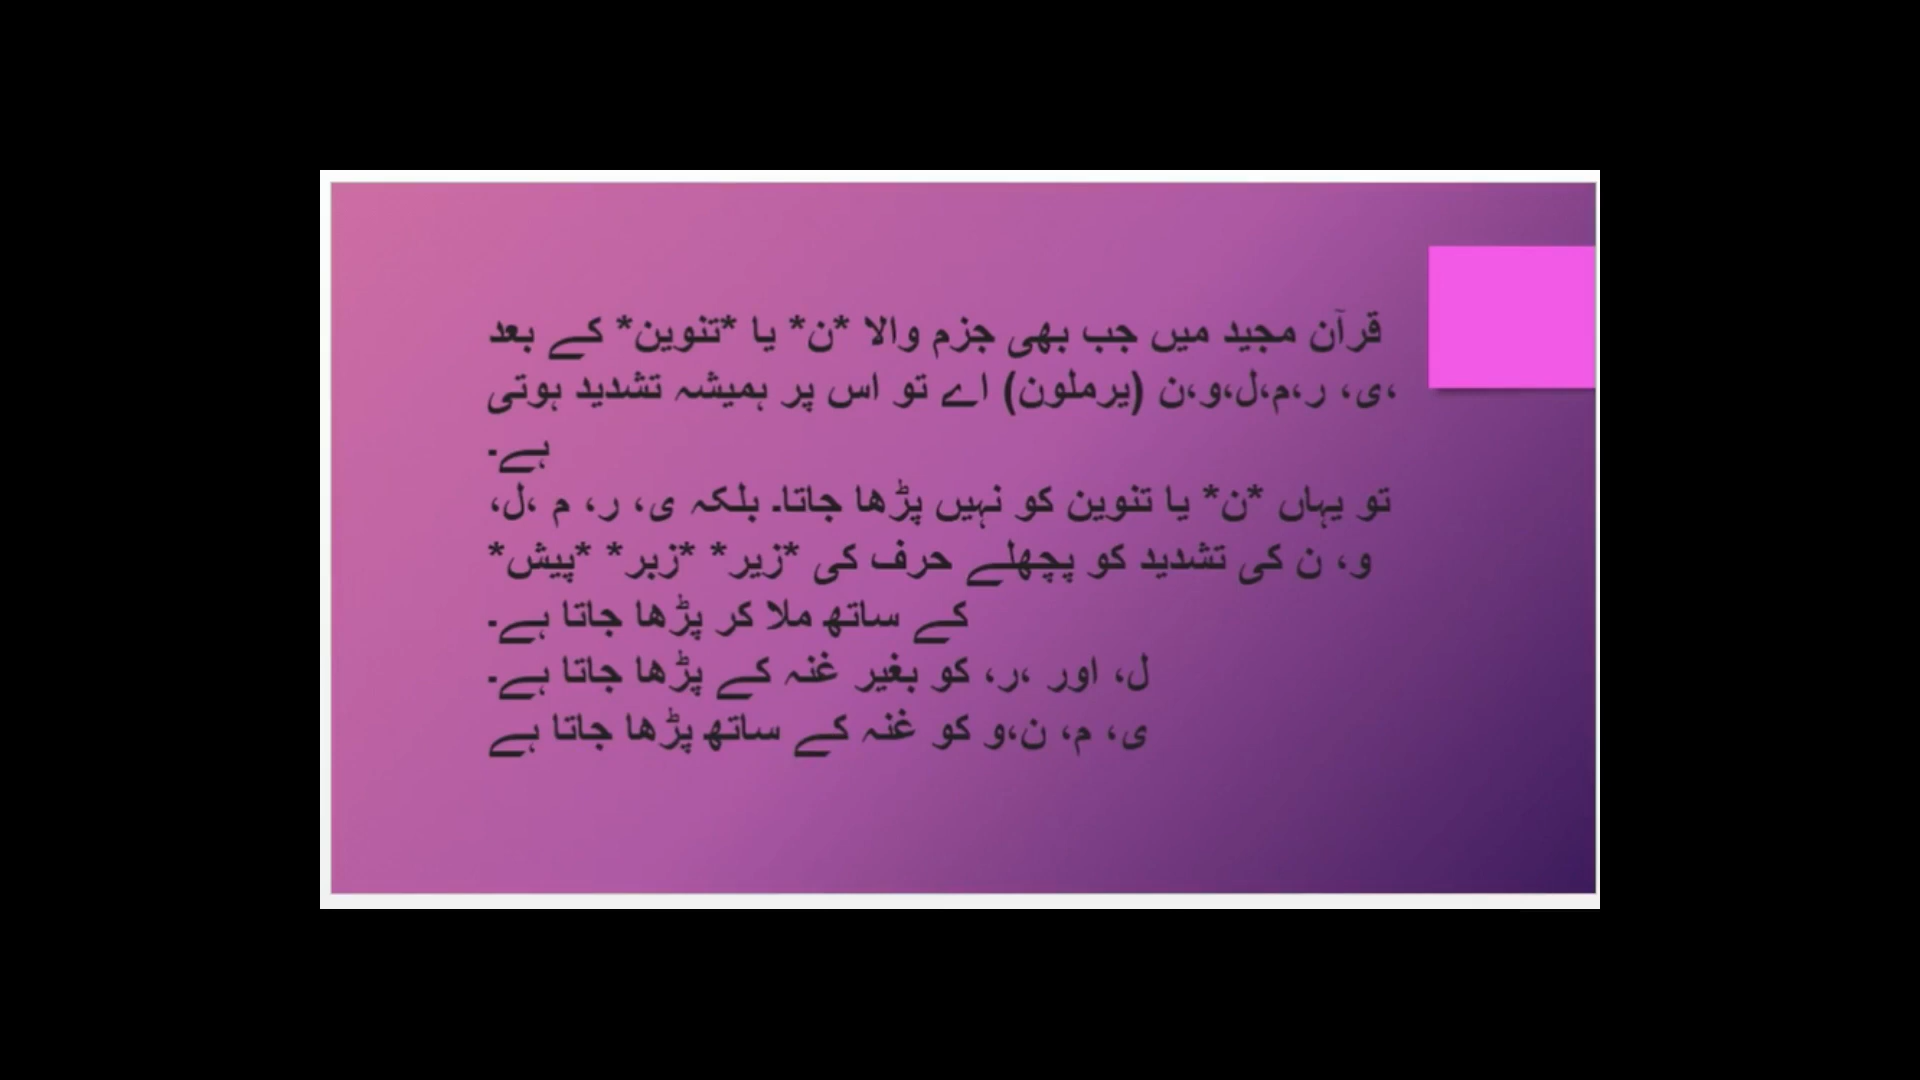 قرآن مجید میں جب بھی جزم والا *ن* یا *تنوین* کے بعد
،ی، ر،م،ل،و،ن (یرملون) اے تو اس پر ہمیشہ تشدید ہوتی
ہے۔
تو یہاں *ن* یا تنوین کو نہیں پڑھا جاتا۔ بلکہ ی، ر، م ،ل،
و، ن کی تشدید کو پچھلے حرف کی *زیر* *زبر* *پیش*
کے ساتھ ملا کر پڑھا جاتا ہے۔
ل، اور ،ر، کو بغیر غنہ کے پڑھا جاتا ہے۔
ی، م، ن،و کو غنہ کے ساتھ پڑھا جاتا ہے